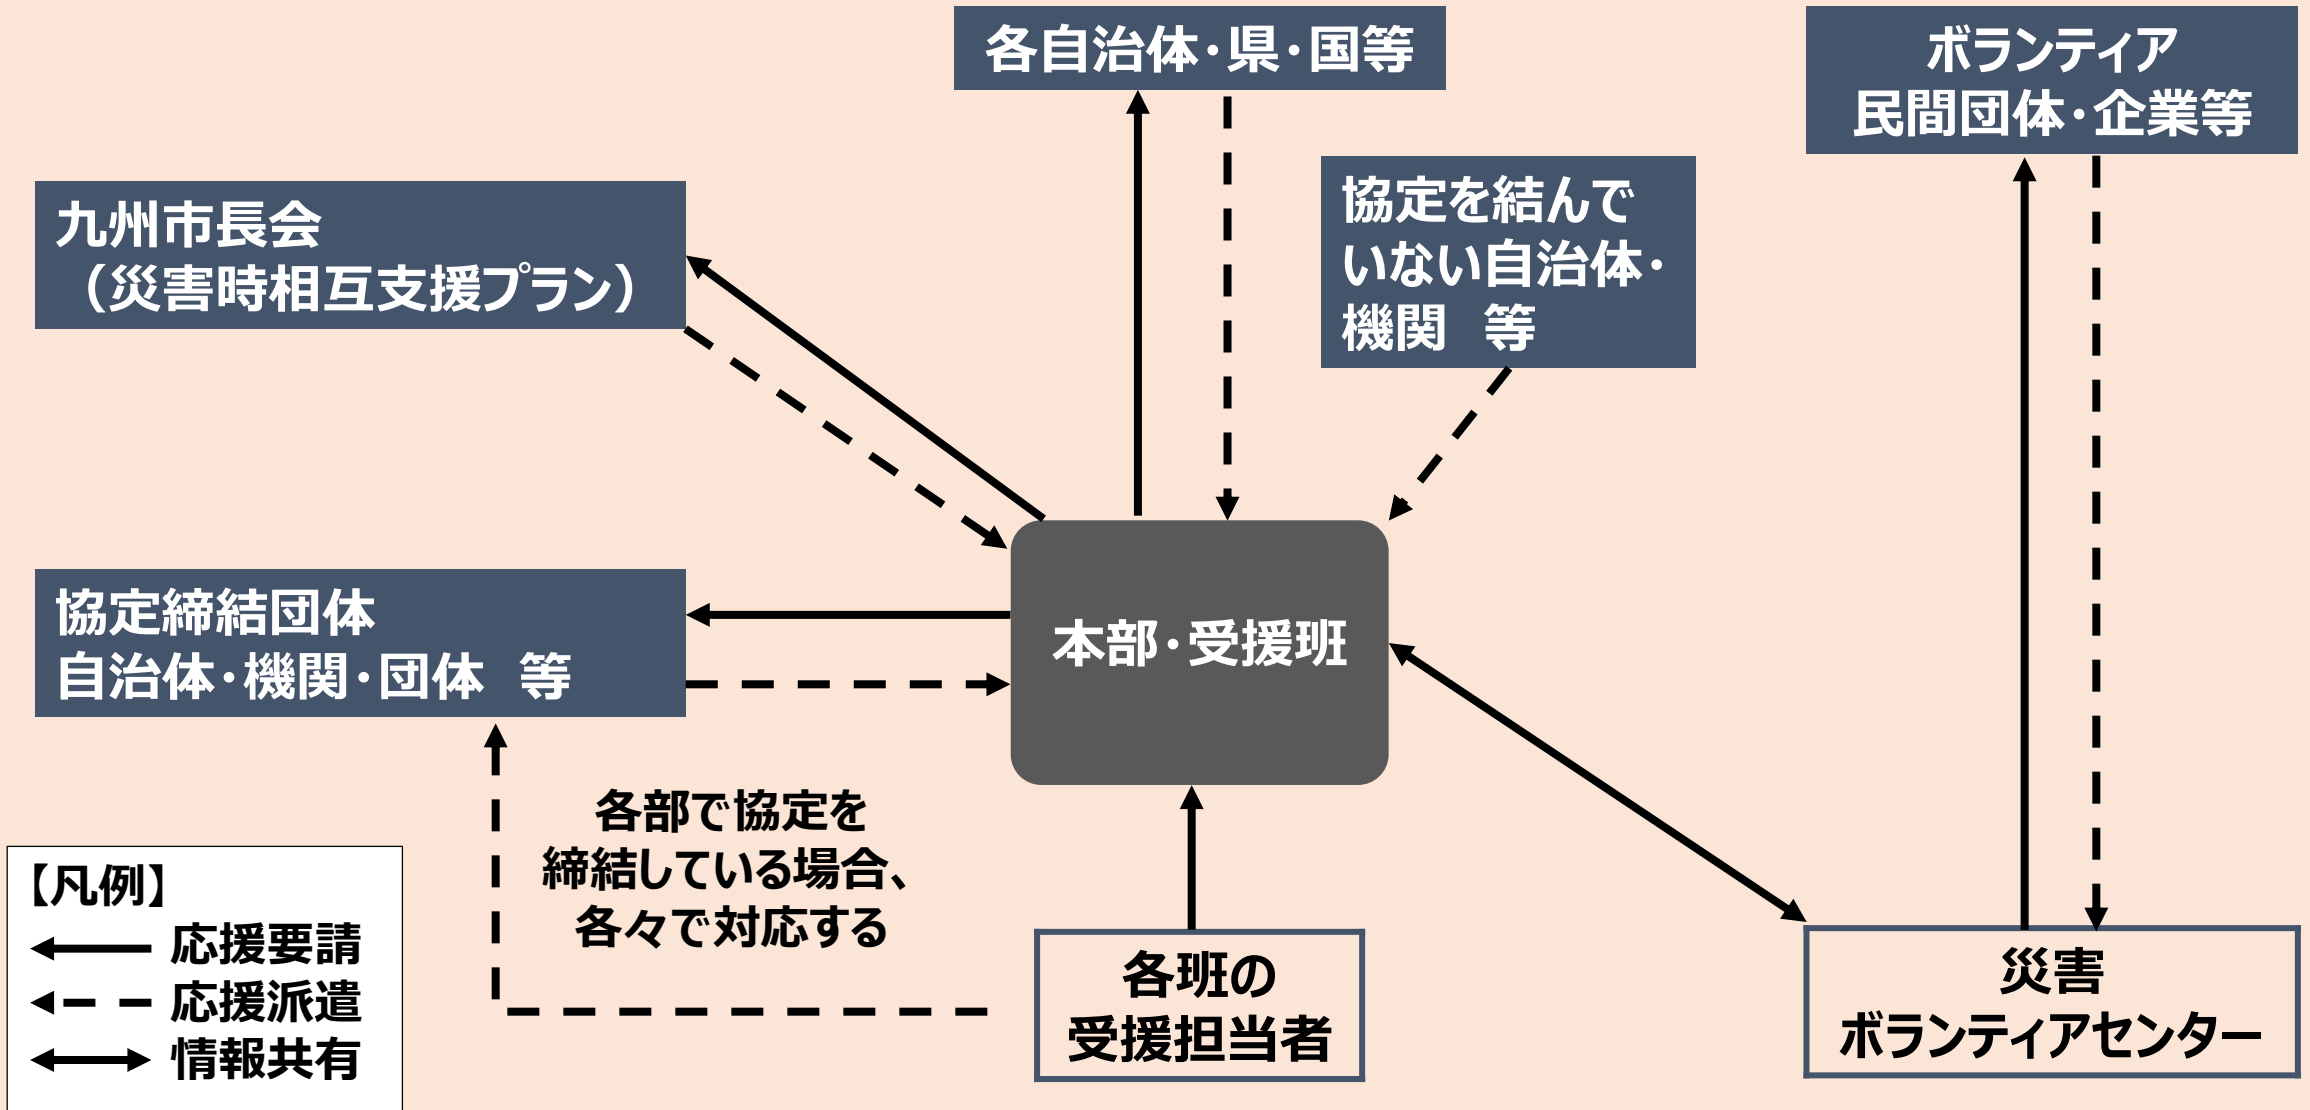 各自治体・県・国等
ボランティア
民間団体・企業等
協定を結んで
いない自治体・
機関　等
九州市長会
（災害時相互支援プラン）
協定締結団体
自治体・機関・団体　等
本部・受援班
各部で協定を
締結している場合、
各々で対応する
【凡例】
応援要請
応援派遣
情報共有
各班の
受援担当者
災害
ボランティアセンター